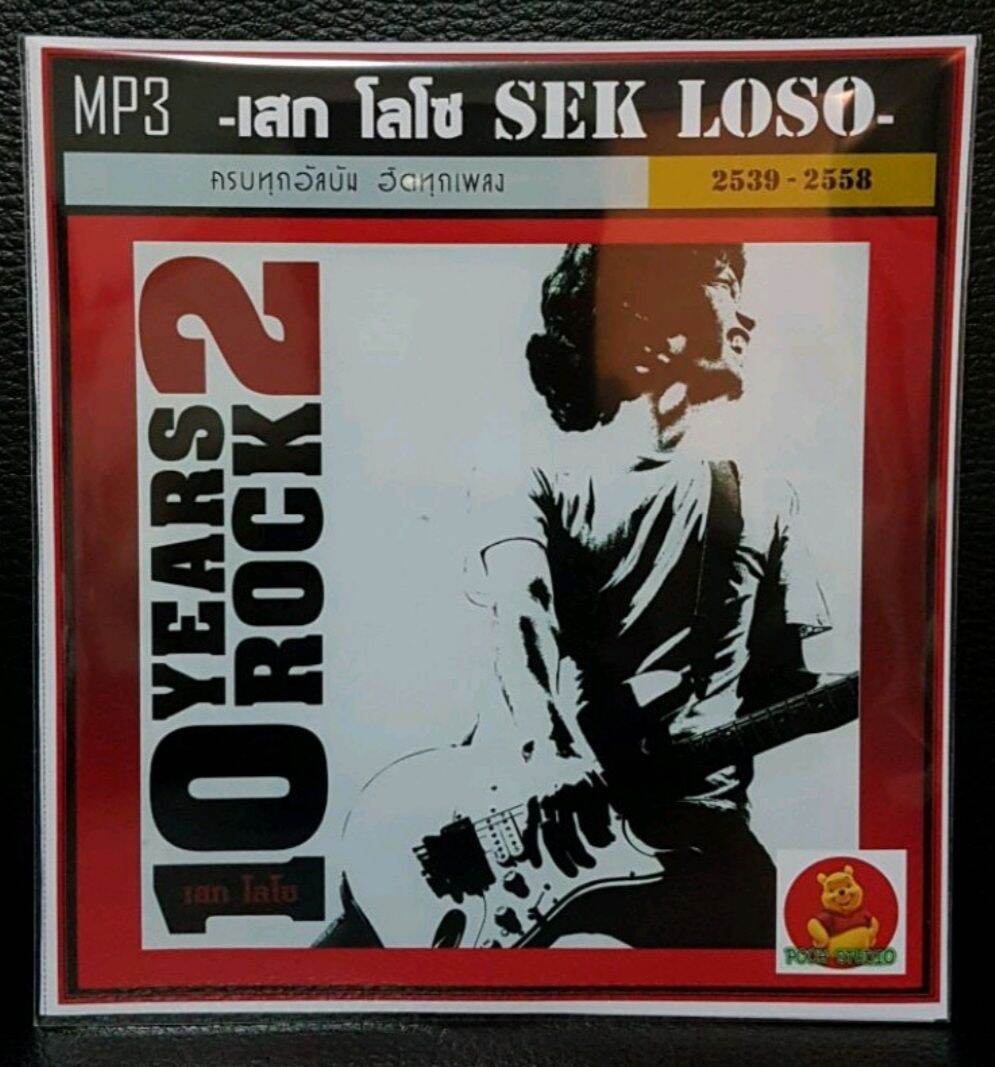 MP3 -เสก โลโซ SEK LOSO-
ครบทุกอัลบัม ฮิตทุกเพลง 2539 - 2558
10 YEARS ROCK 2
เสก โลโซ
POOH STUDIO